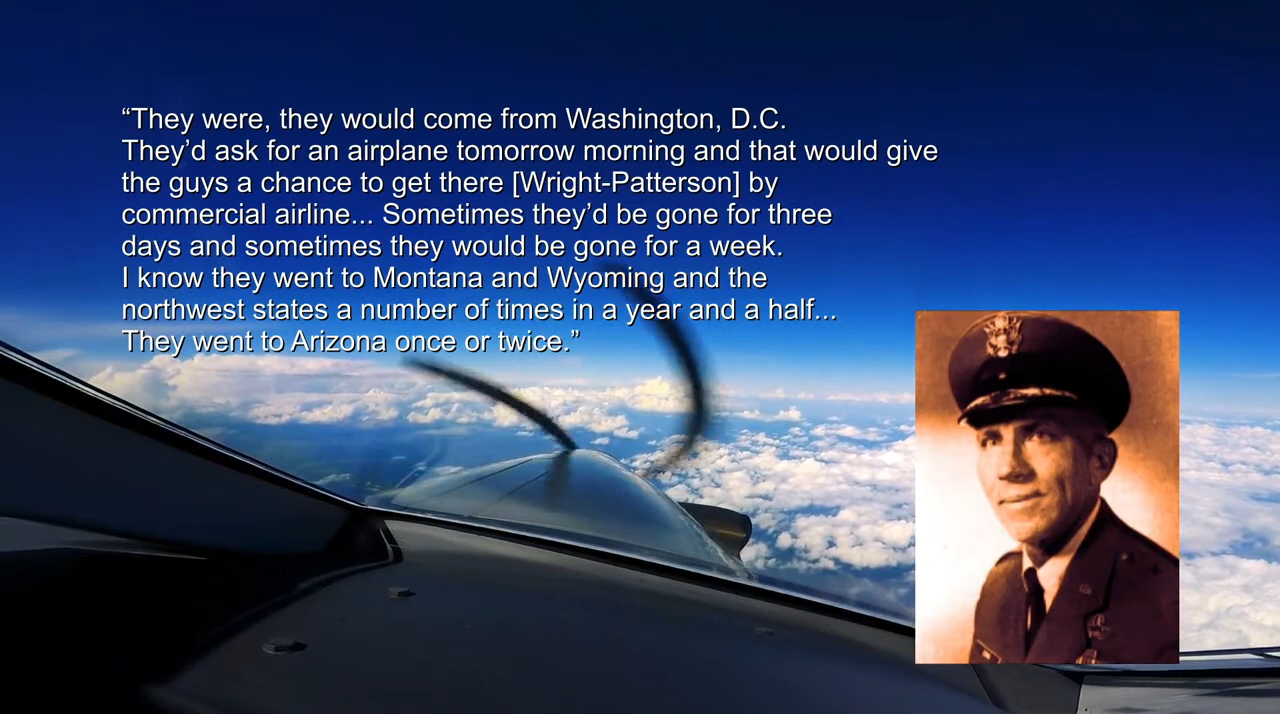 “They were, they would come from Washington, D.C.
They’d ask for an airplane tomorrow morning and that would give
the guys a chance to get there [Wright-Patterson] by
commercial airline... Sometimes they’d be gone for three
days and sometimes they would be gone for a week.
I know they went to Montana and Wyoming and the
northwest states a number of times in a year and a half...
They went to Arizona once or twice.”